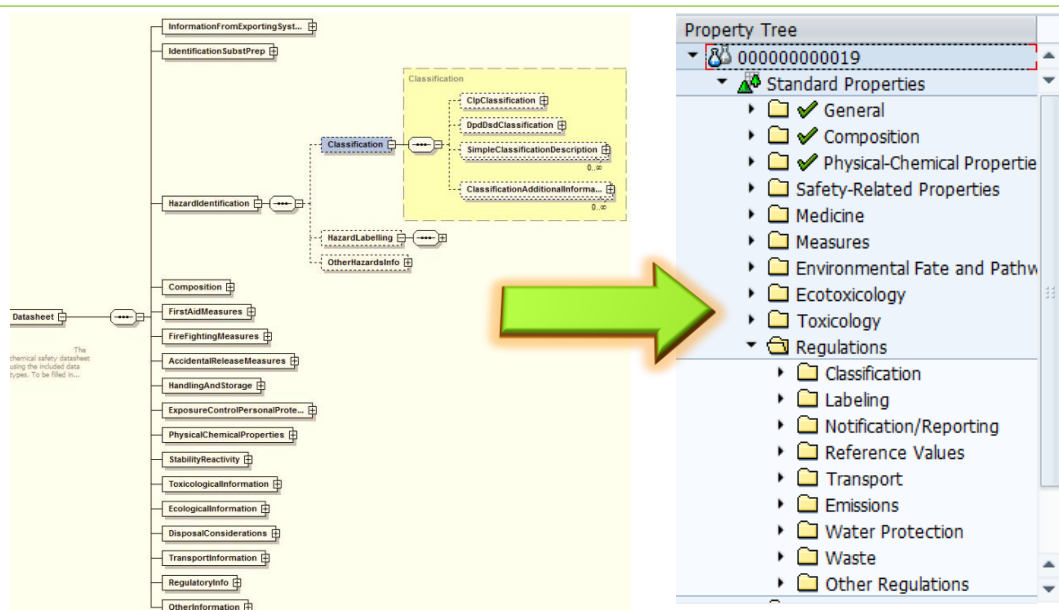 InformationFromExportingSyst...
IdentificationSubstPrep
Classification
ClpClassification
DpdDsdClassification
Classification
SimpleClassificationDescription
0..∞
ClassificationAdditionalInforma...
0..∞
HazardIdentification
HazardLabelling
OtherHazardsInfo
Composition
Datasheet
FirstAidMeasures
FireFightingMeasures
The
chemical safety datasheet
using the included data
types. To be filled in...
AccidentalReleaseMeasures
HandlingAndStorage
ExposureControlPersonalProte...
PhysicalChemicalProperties
StabilityReactivity
ToxicologicalInformation
EcologicalInformation
DisposalConsiderations
TransportInformation
RegulatoryInfo
OtherInformation
Property Tree
000000000019
Standard Properties
General
Composition
Physical-Chemical Propertie
Safety-Related Properties
Medicine
Measures
Environmental Fate and Pathw
Ecotoxicology
Toxicology
Regulations
Classification
Labeling
Notification/Reporting
Reference Values
Transport
Emissions
Water Protection
Waste
Other Regulations